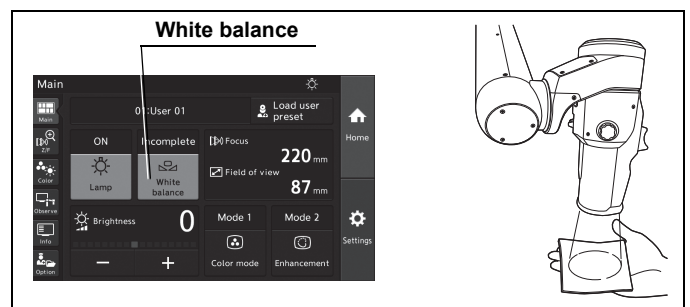 White balance
Main
01:User 01
Load user
preset
Main
Z/F
Color
Observe
Info
Option
ON
Lamp
Incomplete
White
balance
Focus
220 mm
Field of view
87 mm
Brightness
0
Mode 1
Color mode
Mode 2
Enhancement
Home
Settings